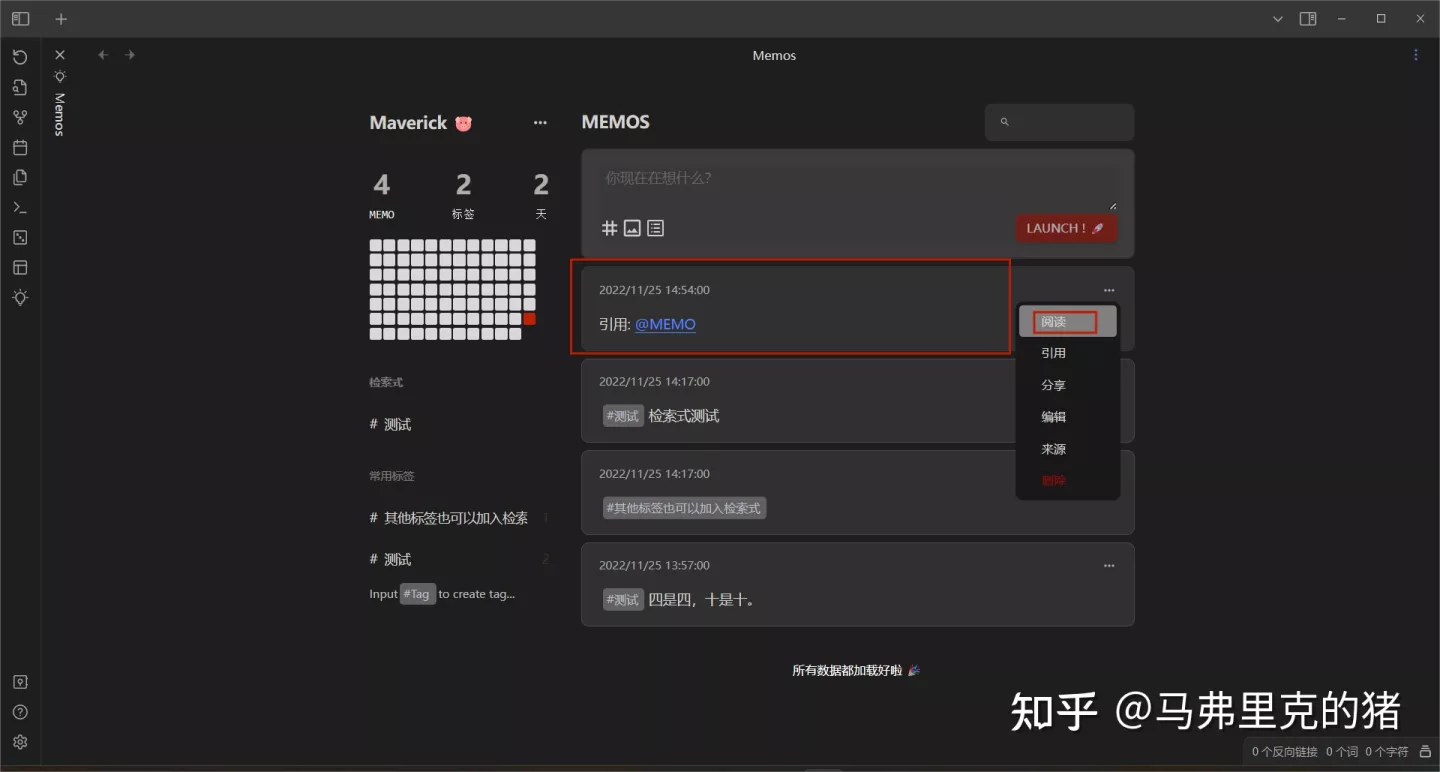 Memos
Memos
Maverick
4
2
2
MEMO
标签
天
检索式
# 测试
常用标签
# 其他标签也可以加入检索
1
# 测试
2
Input #Tag to create tag...
MEMOS
你现在在想什么?
LAUNCH !
2022/11/25 14:54:00
引用: @MEMO
阅读
引用
分享
编辑
来源
删除
2022/11/25 14:17:00
#测试 检索式测试
2022/11/25 14:17:00
#其他标签也可以加入检索式
2022/11/25 13:57:00
#测试 四是四，十是十。
所有数据都加载好啦
知乎 @马弗里克的猪
0 个反向链接 0 个词 0 个字符